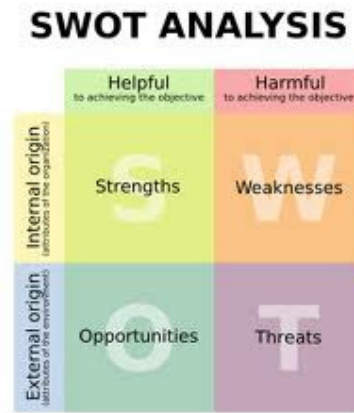 SWOT ANALYSIS
Helpful
to achieving the objective
Harmful
to achieving the objective
Internal origin
(attributes of the organization)
S
Strengths
W
Weaknesses
External origin
(attributes of the environment)
O
Opportunities
T
Threats